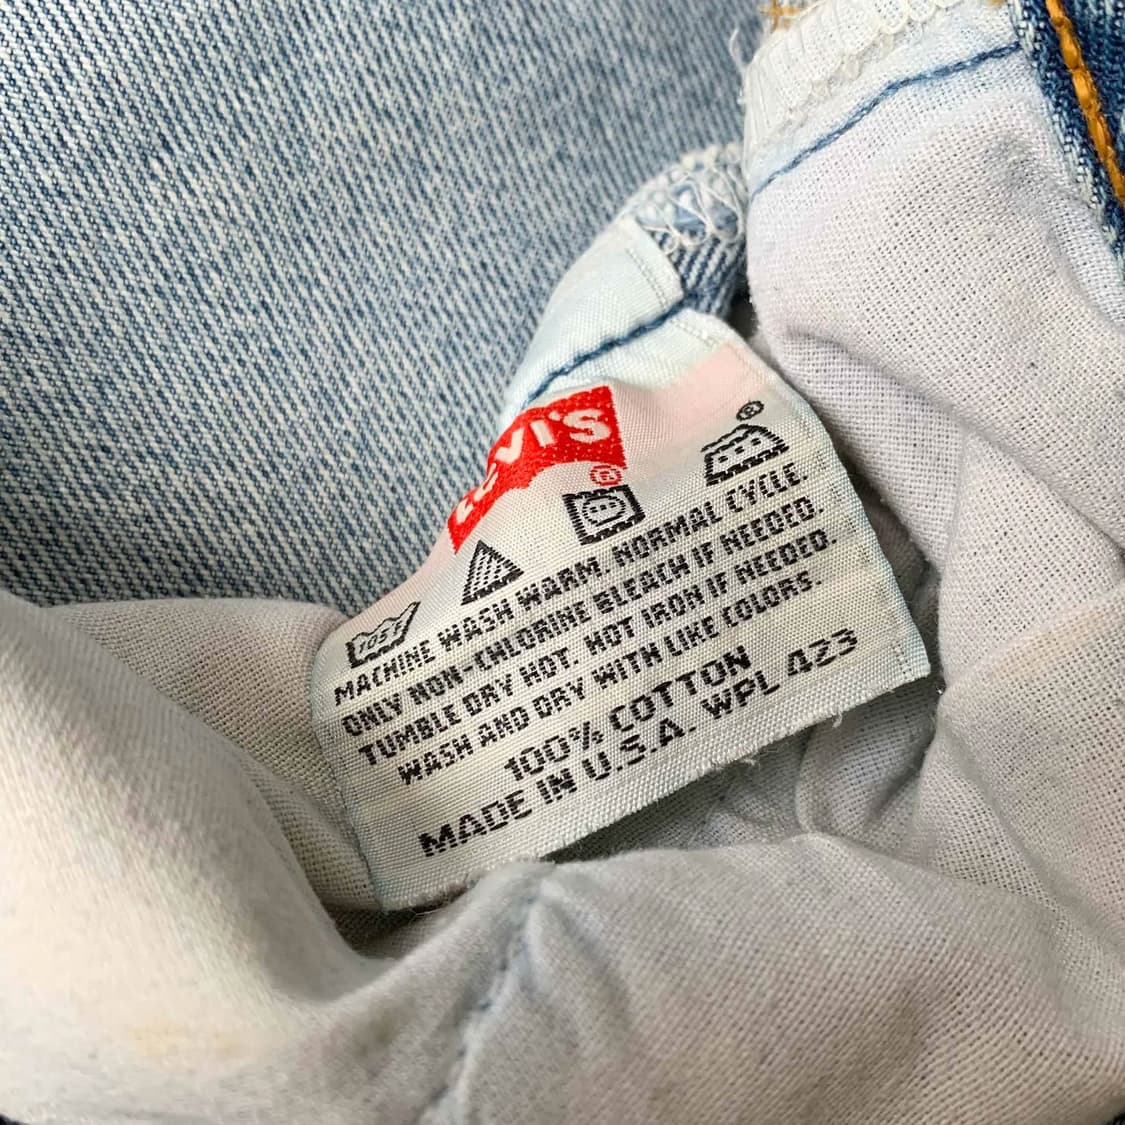 Levi's
®
®
105F
MACHINE WASH WARM. NORMAL CYCLE.
ONLY NON-CHLORINE BLEACH IF NEEDED.
TUMBLE DRY HOT. HOT IRON IF NEEDED.
WASH AND DRY WITH LIKE COLORS.
100% COTTON
MADE IN U.S.A. WPL 423